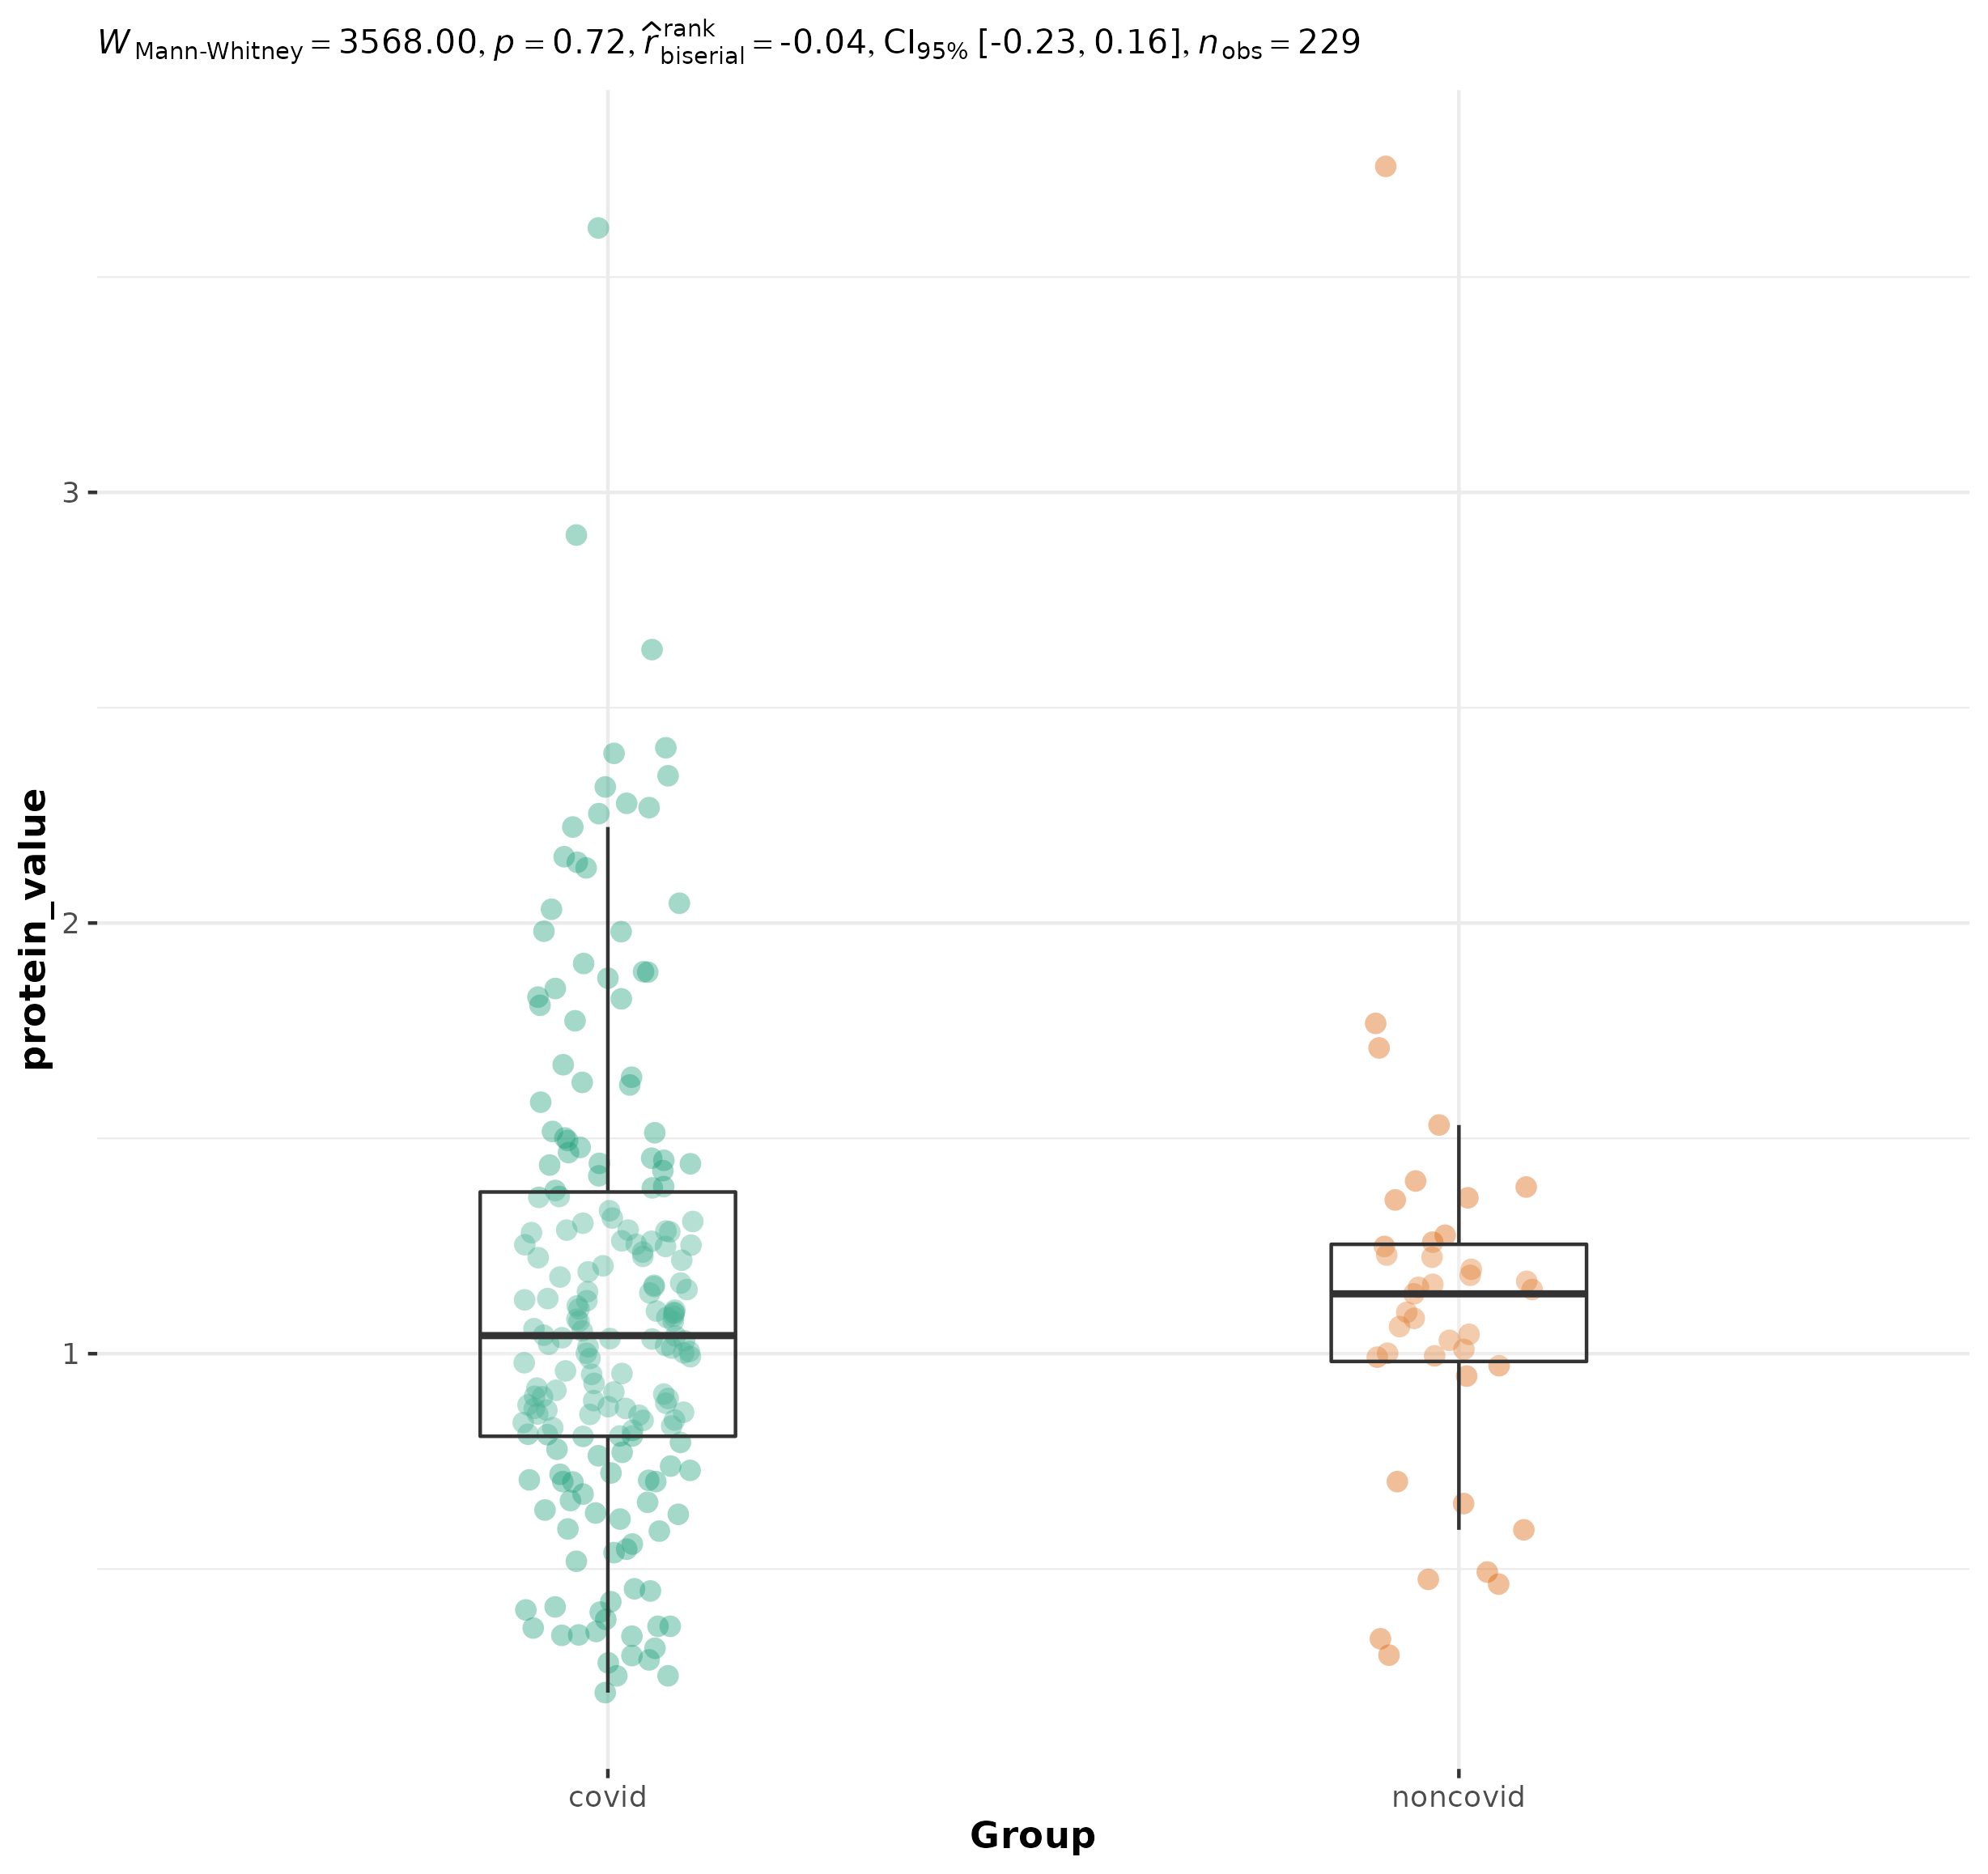 W Mann-Whitney = 3568.00, p = 0.72, r̂ rank biserial = -0.04, CI95% [-0.23, 0.16], nobs = 229
protein_value
3
2
1
covid noncovid
Group